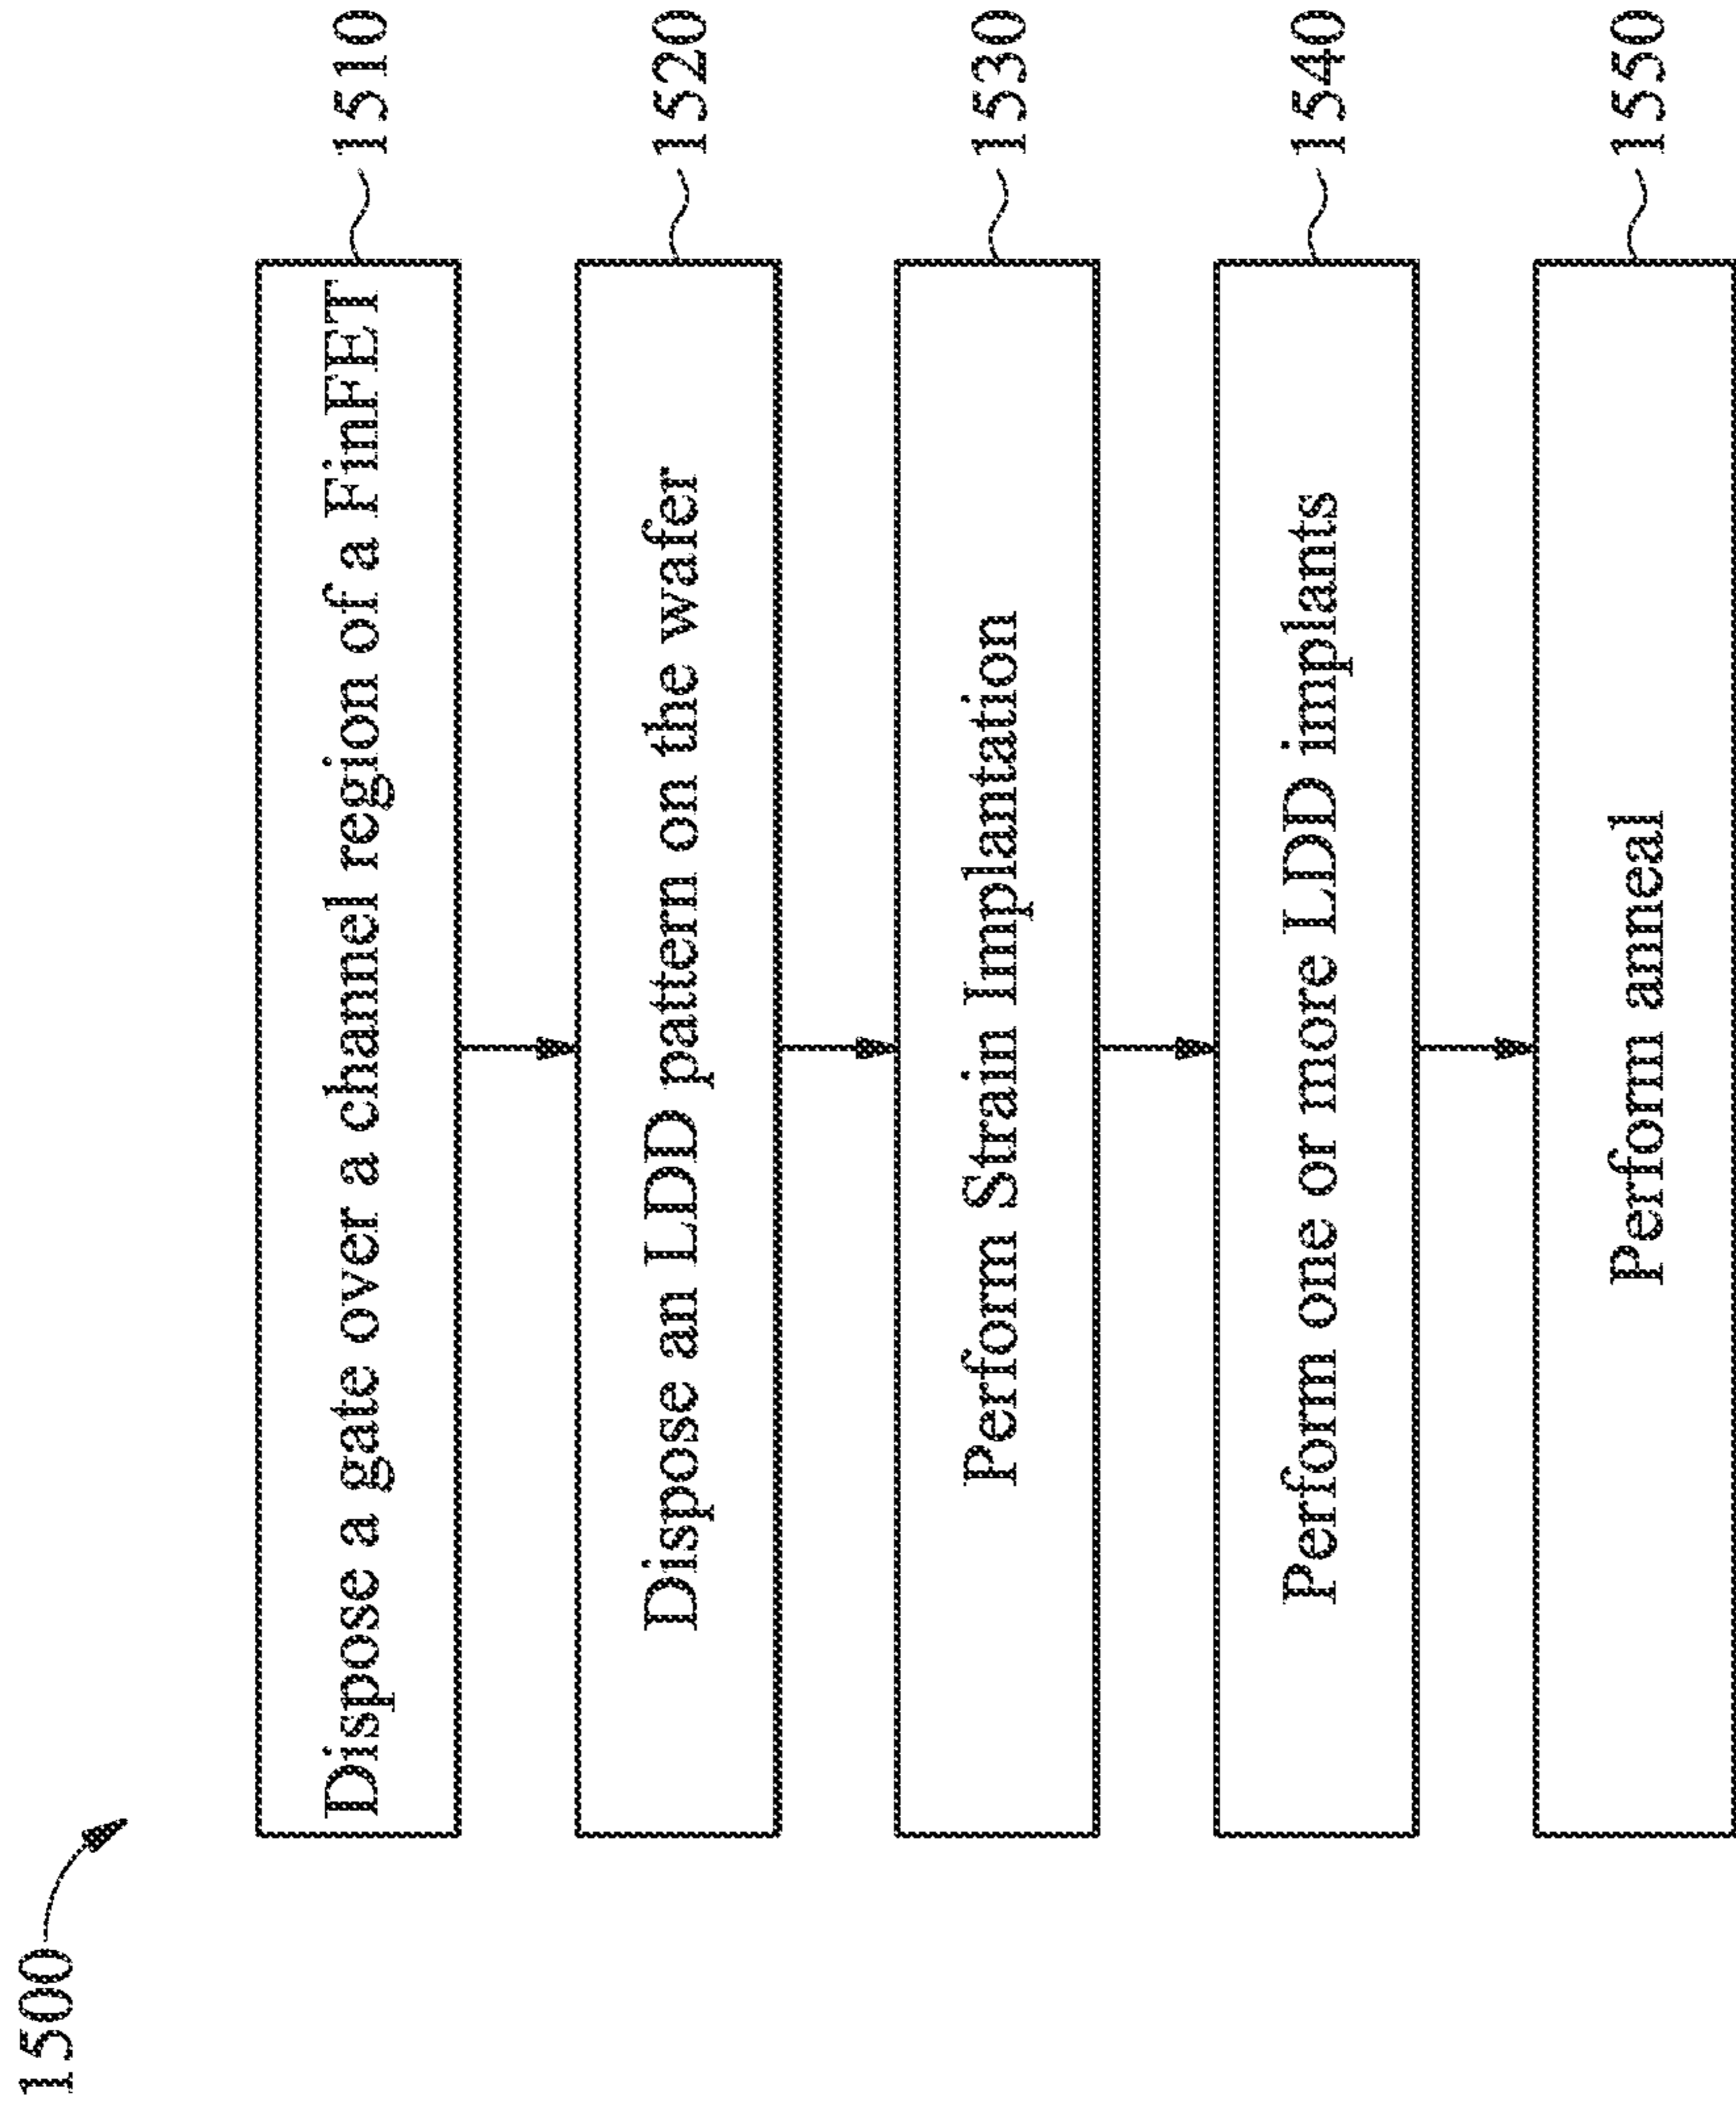 1500
Dispose a gate over a channel region of a FinFET
1510
Dispose an LDD pattern on the wafer
1520
Perform Strain Implantation
1530
Perform one or more LDD implants
1540
Perform anneal
1550